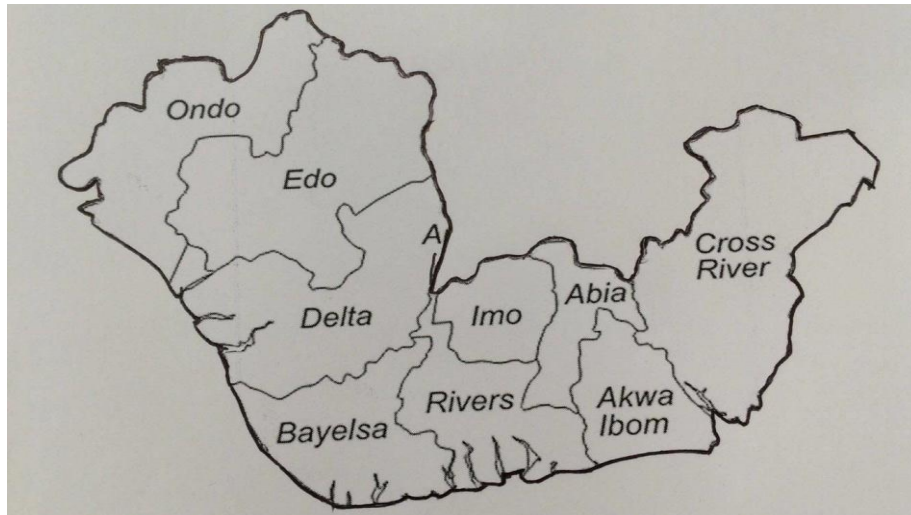 Ondo
Edo
A
Cross
River
Abia
Imo
Delta
Akwa
Ibom
Rivers
Bayelsa